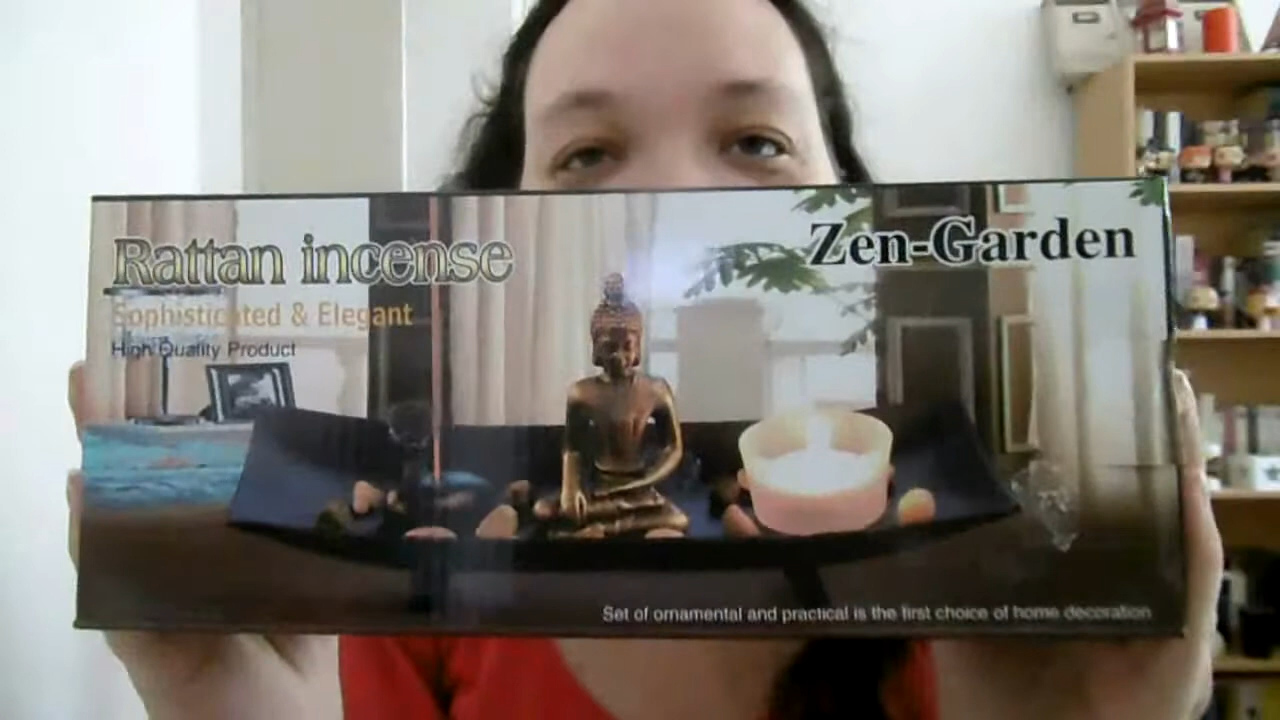 Rattan incense
Zen-Garden
Sophisticated & Elegant
High Quality Product
Set of ornamental and practical is the first choice of home decoration